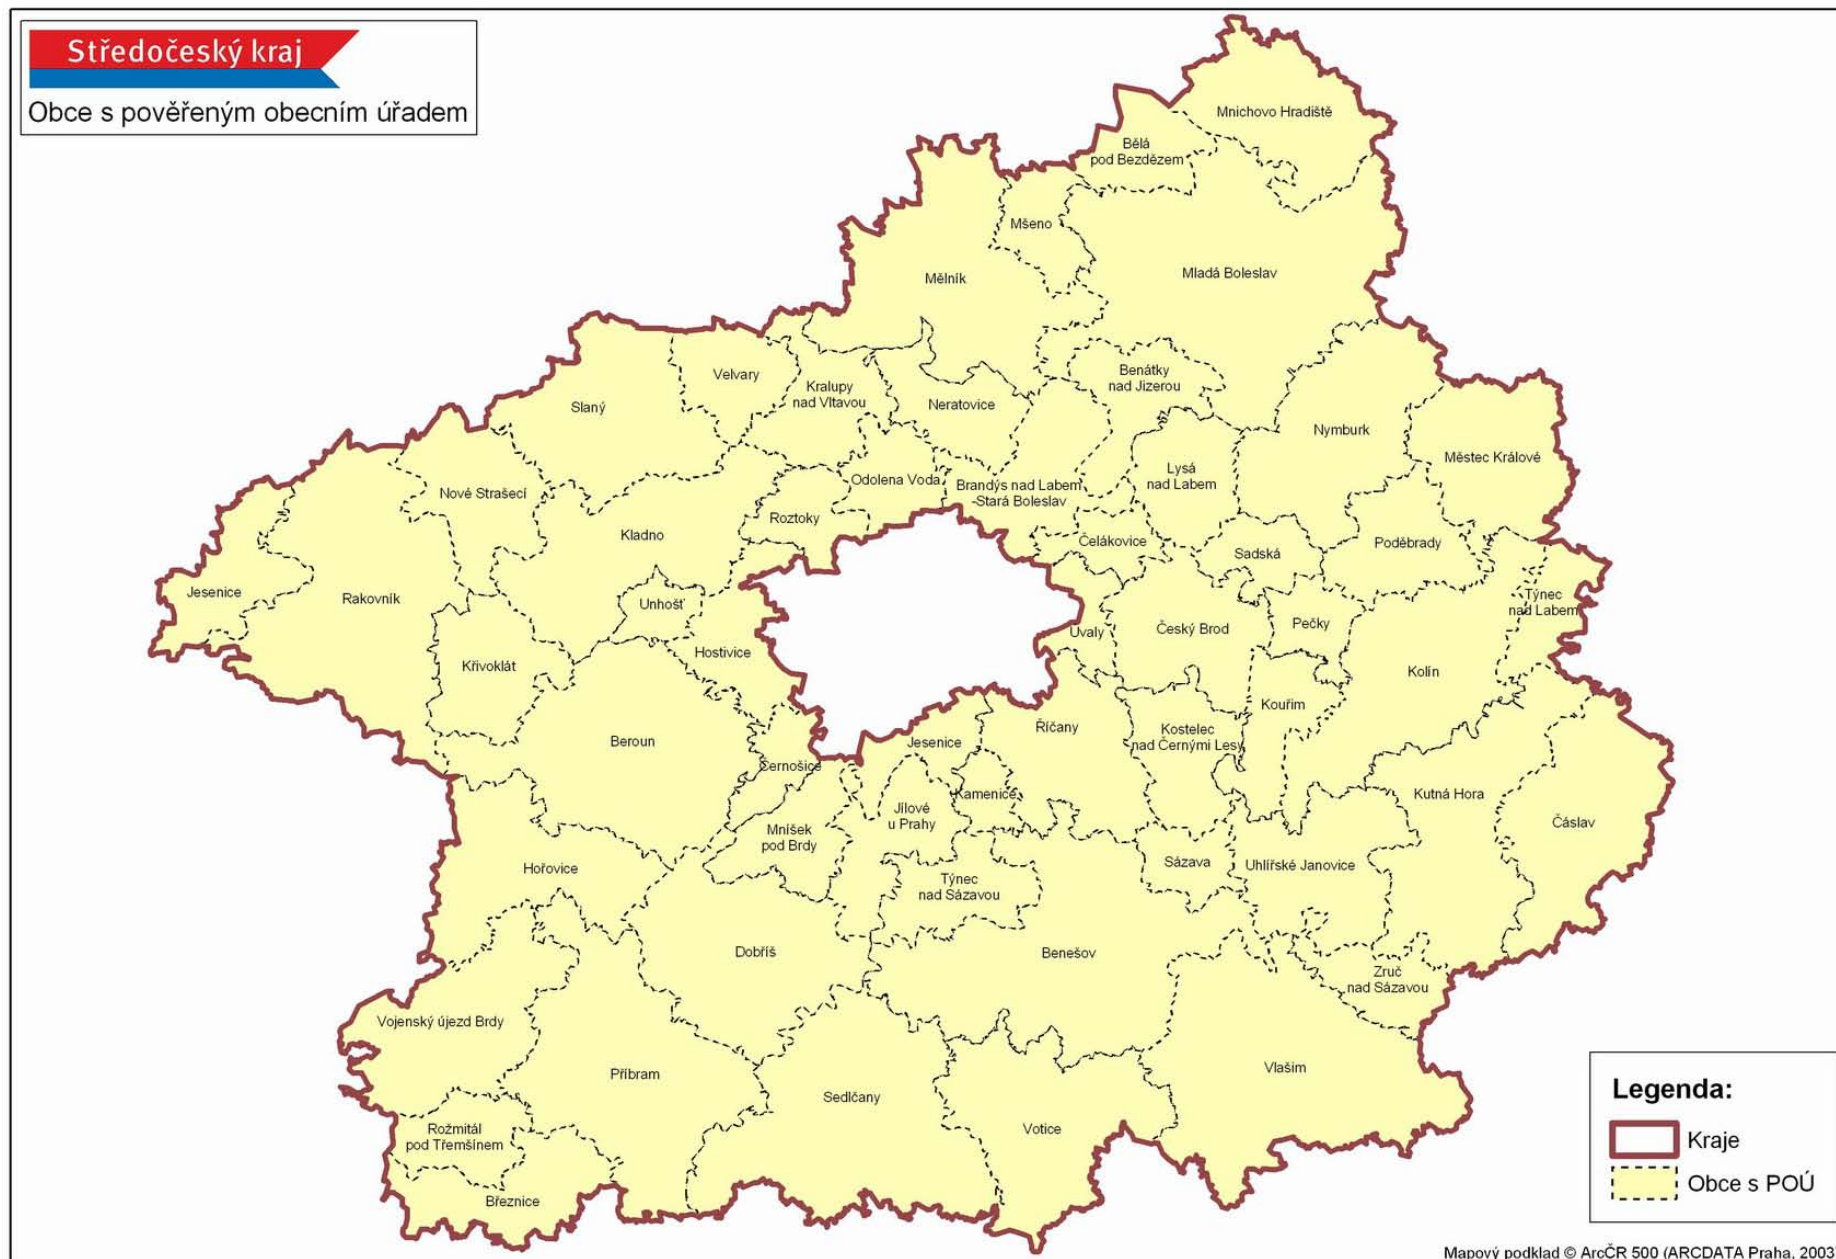 Středočeský kraj
Obce s pověřeným obecním úřadem
Mnichovo Hradiště
Bělá
pod Bezdězem
Mšeno
Mladá Boleslav
Mělník
Velvary
Benátky
nad Jizerou
Kralupy
nad Vltavou
Slaný
Neratovice
Nymburk
Městec Králové
Lysá
nad Labem
Odolena Voda
Brandýs nad Labem
-Stará Boleslav
Nové Strašecí
Roztoky
Kladno
Čelákovice
Sadská
Poděbrady
Jesenice
Rakovník
Unhošť
Týnec
nad Labem
Úvaly
Český Brod
Pečky
Křivoklát
Hostivice
Kolín
Kouřim
Říčany
Kostelec
nad Černými Lesy
Beroun
Jesenice
Černošice
Kamenice
Kutná Hora
Jílové
u Prahy
Čáslav
Mníšek
pod Brdy
Hořovice
Sázava
Uhlířské Janovice
Týnec
nad Sázavou
Dobříš
Benešov
Zruč
nad Sázavou
Vojenský újezd Brdy
Příbram
Vlašim
Sedlčany
Votice
Rožmitál
pod Třemšínem
Březnice
Legenda:
Kraje
Obce s POÚ
Mapový podklad © ArcČR 500 (ARCDATA Praha, 2003